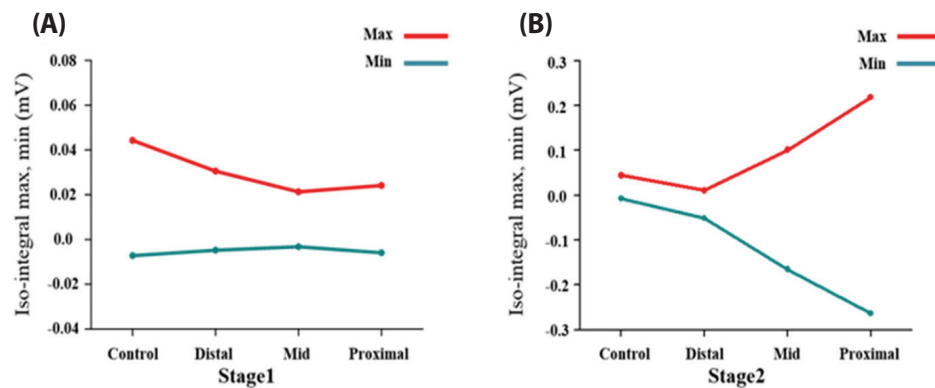 (A)
Max
Min
Iso-integral max, min (mV)
0.08
0.06
0.04
0.02
0.0
-0.02
-0.04
Control Distal Mid Proximal
Stage1
(B)
Max
Min
Iso-integral max, min (mV)
0.3
0.2
0.1
0.0
-0.1
-0.2
-0.3
Control Distal Mid Proximal
Stage2